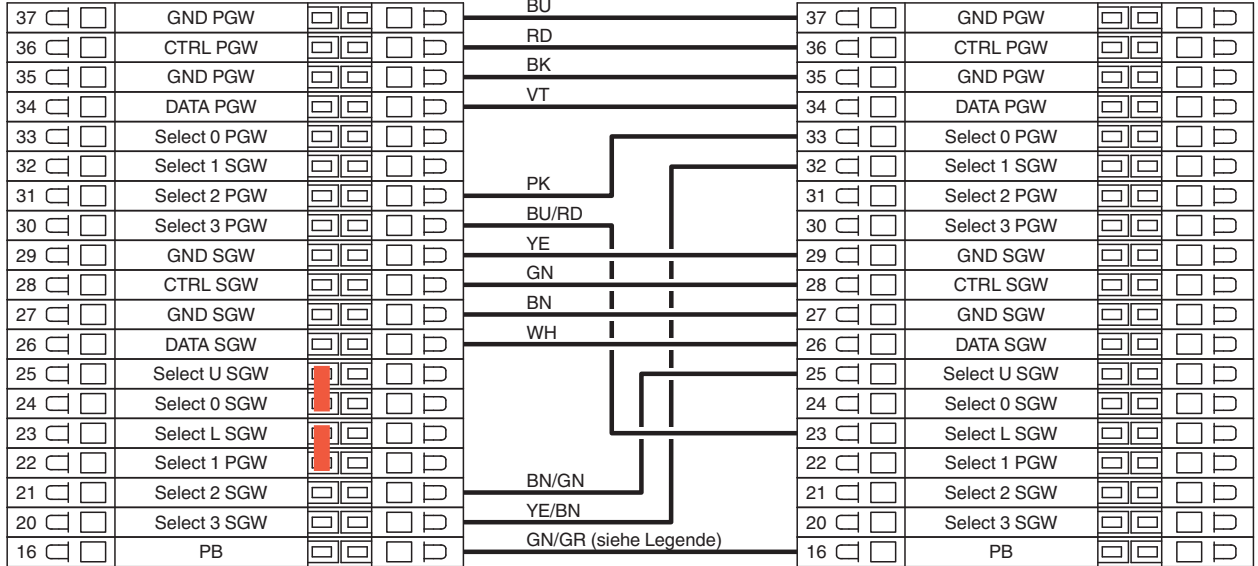 BU
37 GND PGW 37 GND PGW
RD
36 CTRL PGW 36 CTRL PGW
BK
35 GND PGW 35 GND PGW
VT
34 DATA PGW 34 DATA PGW
33 Select 0 PGW 33 Select 0 PGW
32 Select 1 SGW 32 Select 1 SGW
PK
31 Select 2 PGW 31 Select 2 PGW
BU/RD
30 Select 3 PGW 30 Select 3 PGW
YE
29 GND SGW 29 GND SGW
GN
28 CTRL SGW 28 CTRL SGW
BN
27 GND SGW 27 GND SGW
WH
26 DATA SGW 26 DATA SGW
25 Select U SGW 25 Select U SGW
24 Select 0 SGW 24 Select 0 SGW
23 Select L SGW 23 Select L SGW
22 Select 1 PGW 22 Select 1 PGW
BN/GN
21 Select 2 SGW 21 Select 2 SGW
YE/BN
20 Select 3 SGW 20 Select 3 SGW
GN/GR (siehe Legende)
16 PB 16 PB